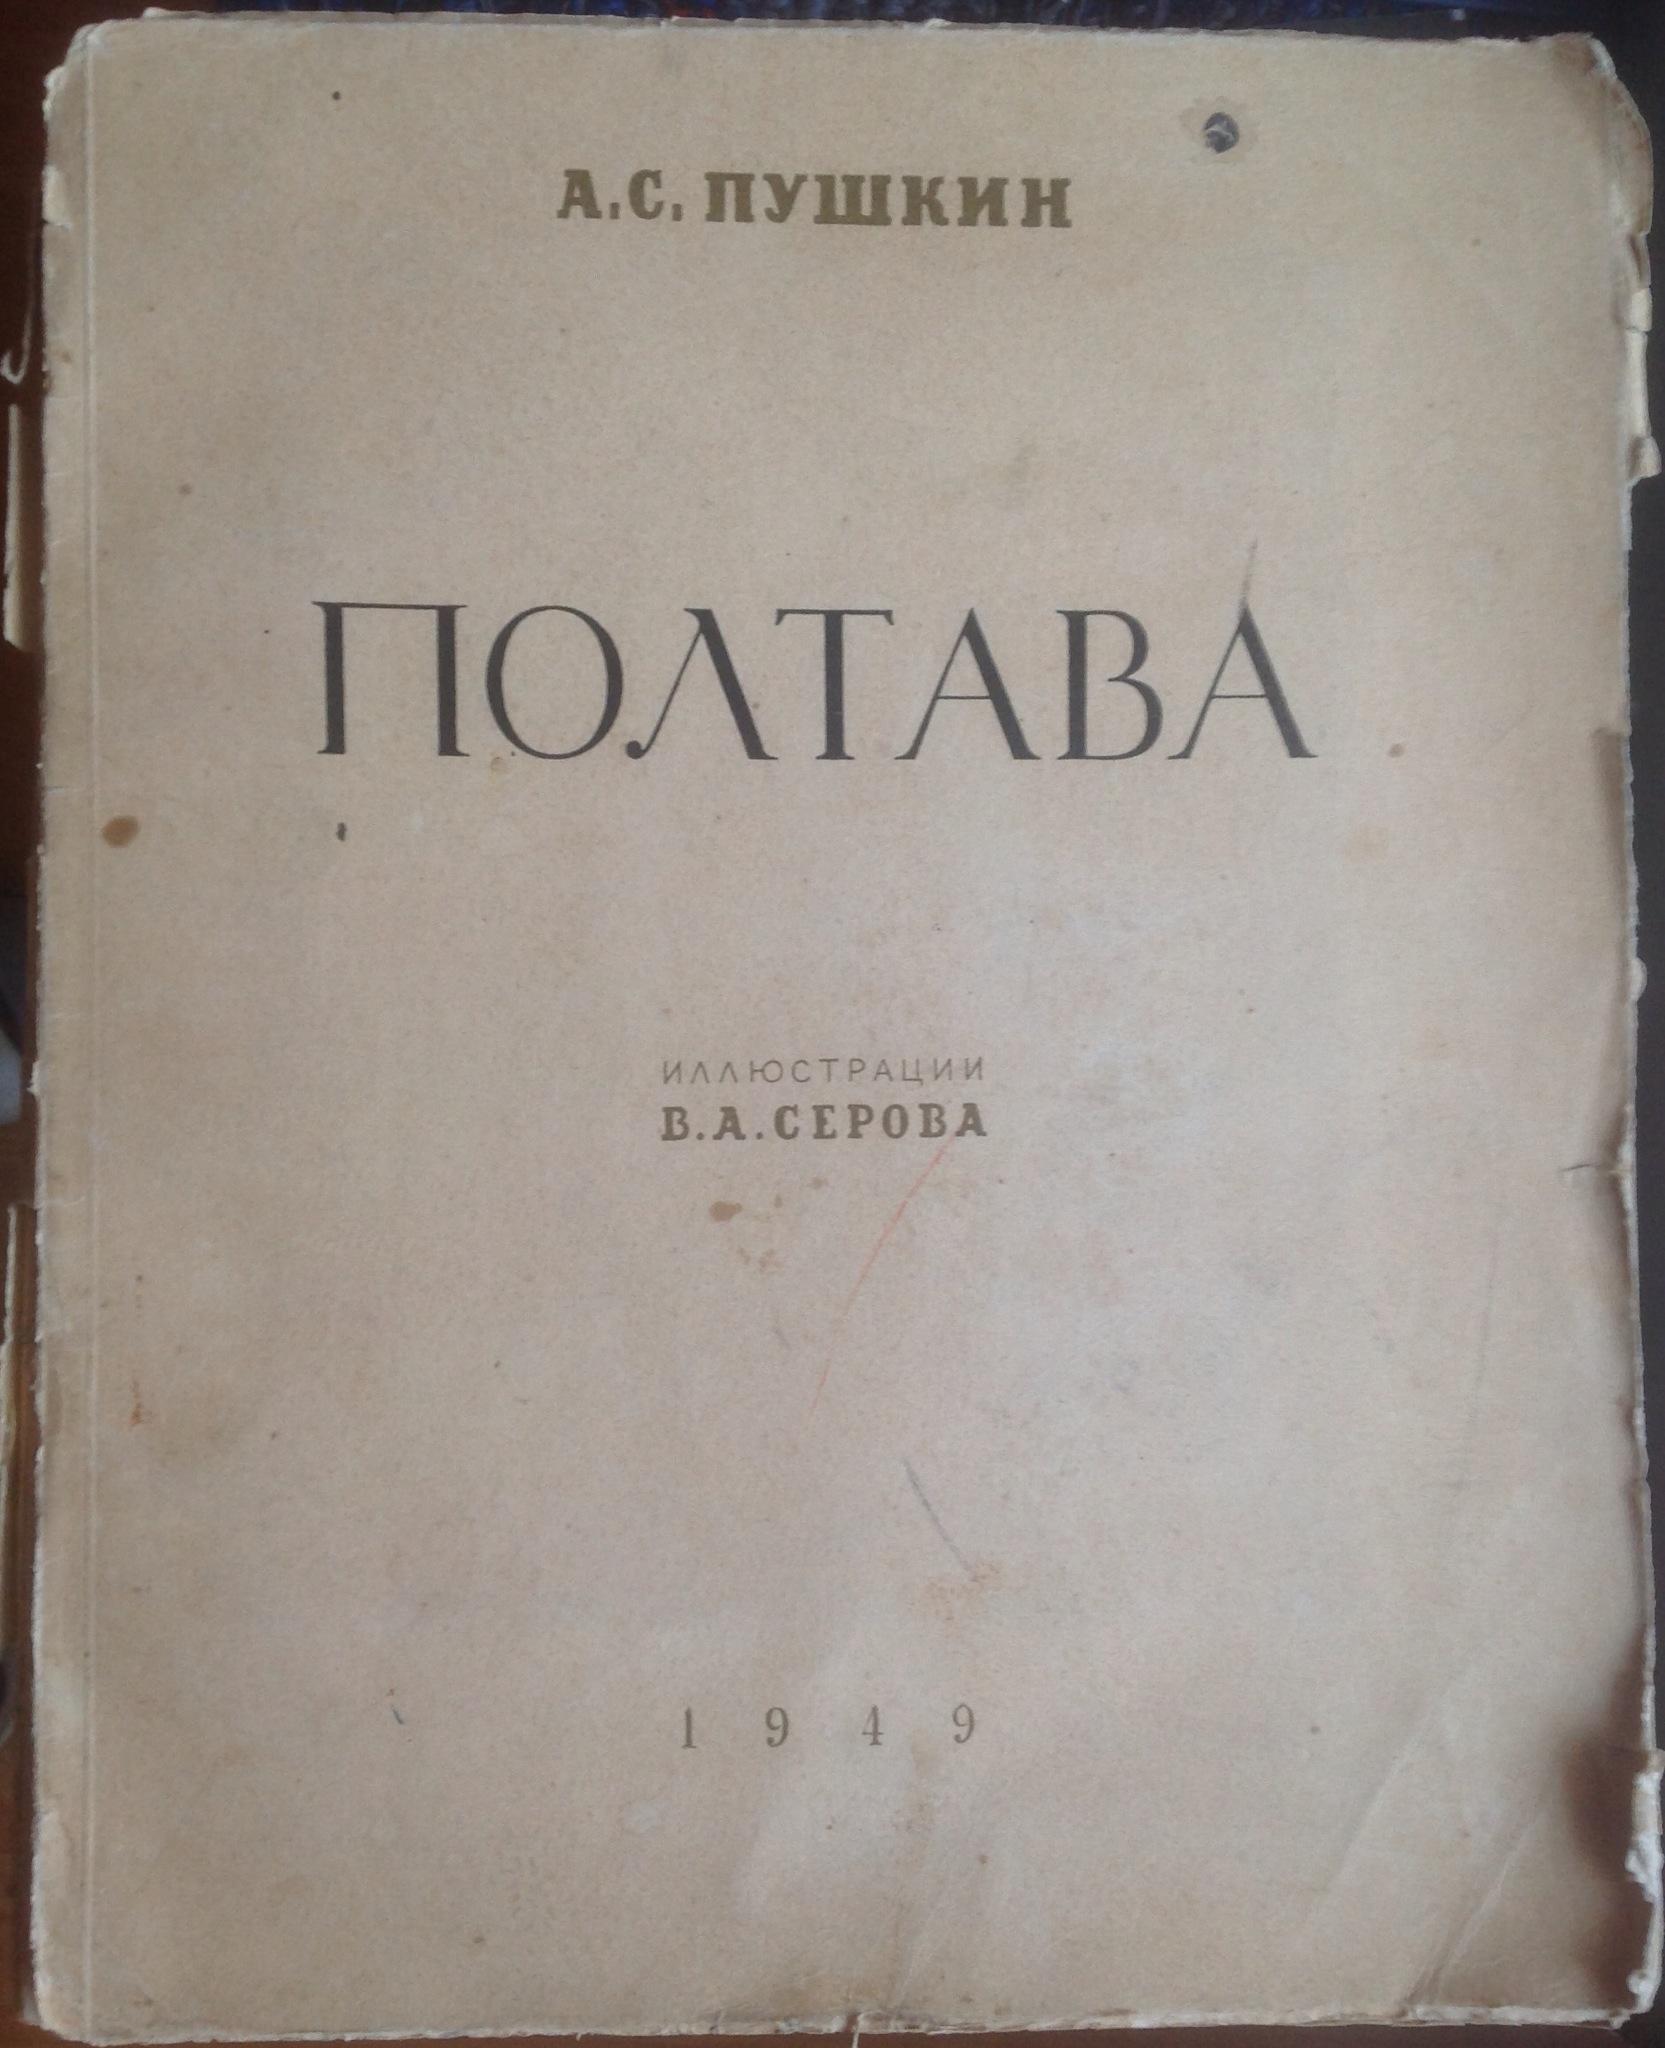 А.С. ПУШКИН
ПОЛТАВА
ИЛЛЮСТРАЦИИ
В.А.СЕРОВА
1949